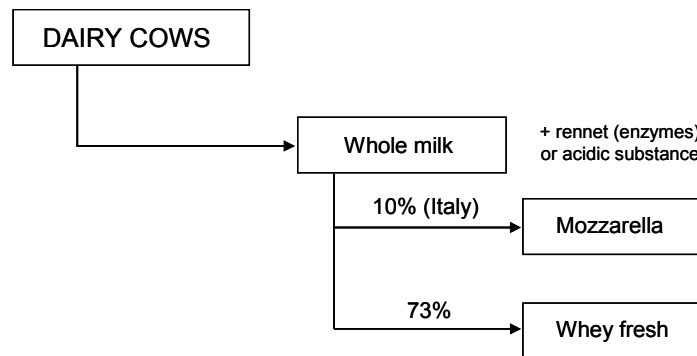 DAIRY COWS
Whole milk
+ rennet (enzymes)
or acidic substance
10% (Italy)
Mozzarella
73%
Whey fresh